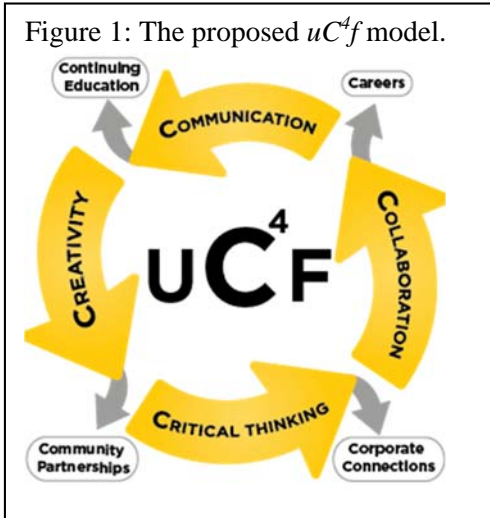 Figure 1: The proposed uC⁴f model.
Continuing
Education
COMMUNICATION
Careers
CREATIVITY
UC⁴F
COLLABORATION
CRITICAL THINKING
Community
Partnerships
Corporate
Connections